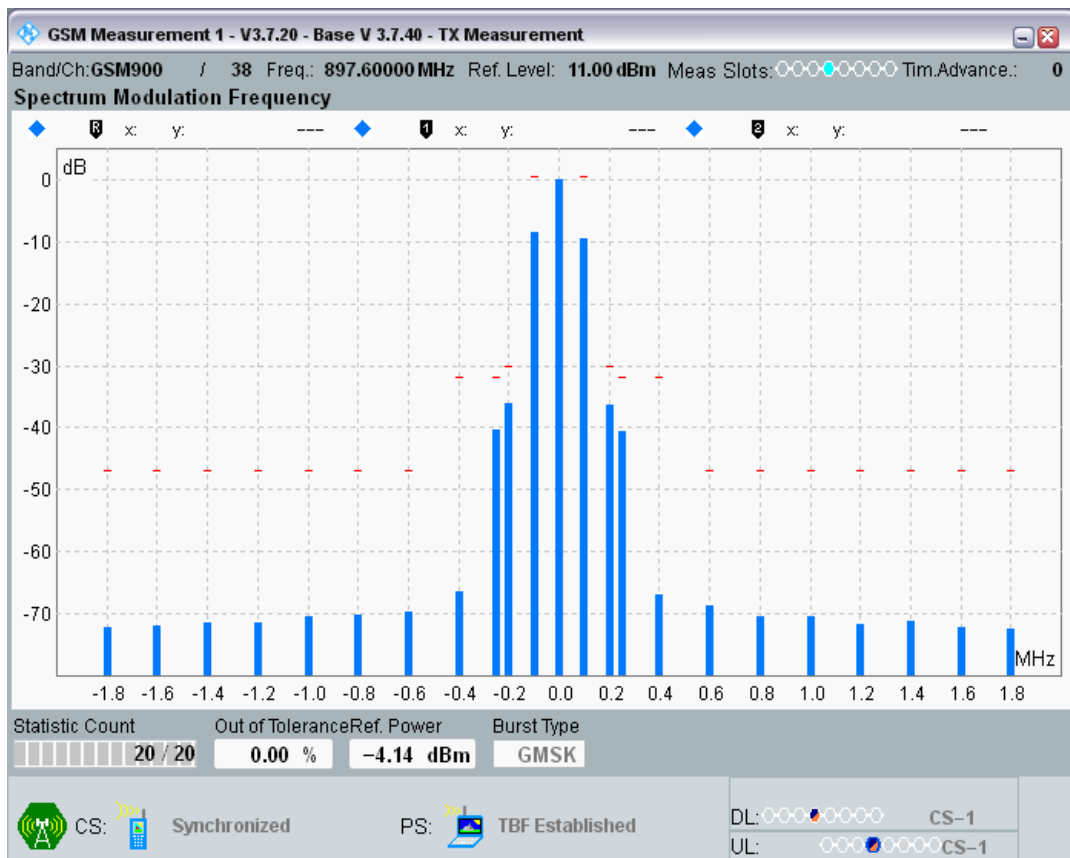 GSM Measurement 1 - V3.7.20 - Base V 3.7.40 - TX Measurement
Band/Ch:GSM900 / 38 Freq.: 897.60000 MHz Ref. Level: 11.00 dBm Meas Slots: Tim.Advance.: 0
Spectrum Modulation Frequency
R x: y: --- 1 x: y: --- 2 x: y: ---
dB
0
-10
-20
-30
-40
-50
-60
-70
MHz
-1.8 -1.6 -1.4 -1.2 -1.0 -0.8 -0.6 -0.4 -0.2 0.0 0.2 0.4 0.6 0.8 1.0 1.2 1.4 1.6 1.8
Statistic Count Out of Tolerance Ref. Power Burst Type
20 / 20 0.00 % −4.14 dBm GMSK
CS: Synchronized PS: TBF Established
DL: CS−1
UL: CS−1